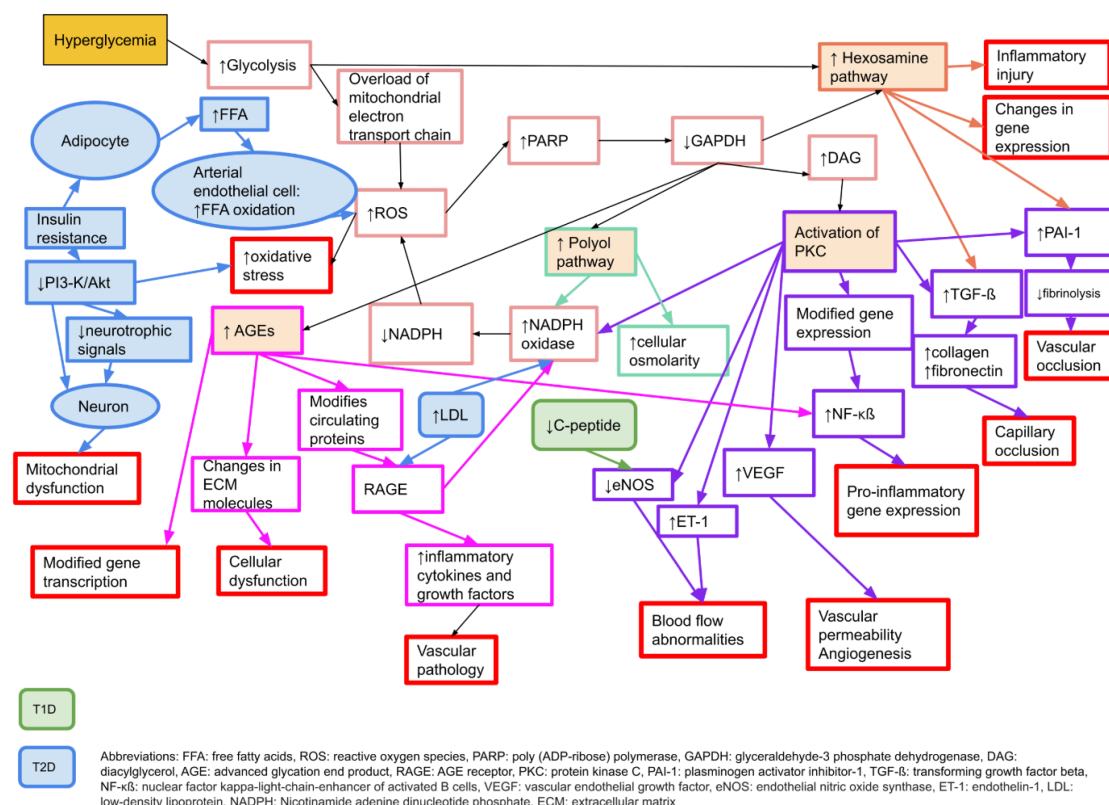 Hyperglycemia
↑Glycolysis
↑ Hexosamine
pathway
Inflammatory
injury
Overload of
mitochondrial
electron
transport chain
Changes in
gene
expression
Adipocyte
↑FFA
↑PARP
↓GAPDH
↑DAG
Arterial
endothelial cell:
↑FFA oxidation
↑ROS
Insulin
resistance
↑ Polyol
pathway
Activation of
PKC
↑PAI-1
↑oxidative
stress
↓PI3-K/Akt
↑TGF-ß
↓fibrinolysis
↓neurotrophic
signals
↑ AGEs
↓NADPH
↑NADPH
oxidase
↑cellular
osmolarity
Modified gene
expression
↑collagen
↑fibronectin
Vascular
occlusion
Neuron
Modifies
circulating
proteins
↑LDL
↓C-peptide
↑NF-κß
Capillary
occlusion
Mitochondrial
dysfunction
Changes in
ECM
molecules
RAGE
↓eNOS
↑VEGF
Pro-inflammatory
gene expression
↑ET-1
Modified gene
transcription
Cellular
dysfunction
↑inflammatory
cytokines and
growth factors
Blood flow
abnormalities
Vascular
permeability
Angiogenesis
Vascular
pathology
T1D
T2D
Abbreviations: FFA: free fatty acids, ROS: reactive oxygen species, PARP: poly (ADP-ribose) polymerase, GAPDH: glyceraldehyde-3 phosphate dehydrogenase, DAG:
diacylglycerol, AGE: advanced glycation end product, RAGE: AGE receptor, PKC: protein kinase C, PAI-1: plasminogen activator inhibitor-1, TGF-ß: transforming growth factor beta,
NF-κß: nuclear factor kappa-light-chain-enhancer of activated B cells, VEGF: vascular endothelial growth factor, eNOS: endothelial nitric oxide synthase, ET-1: endothelin-1, LDL:
low-density lipoprotein, NADPH: Nicotinamide adenine dinucleotide phosphate, ECM: extracellular matrix